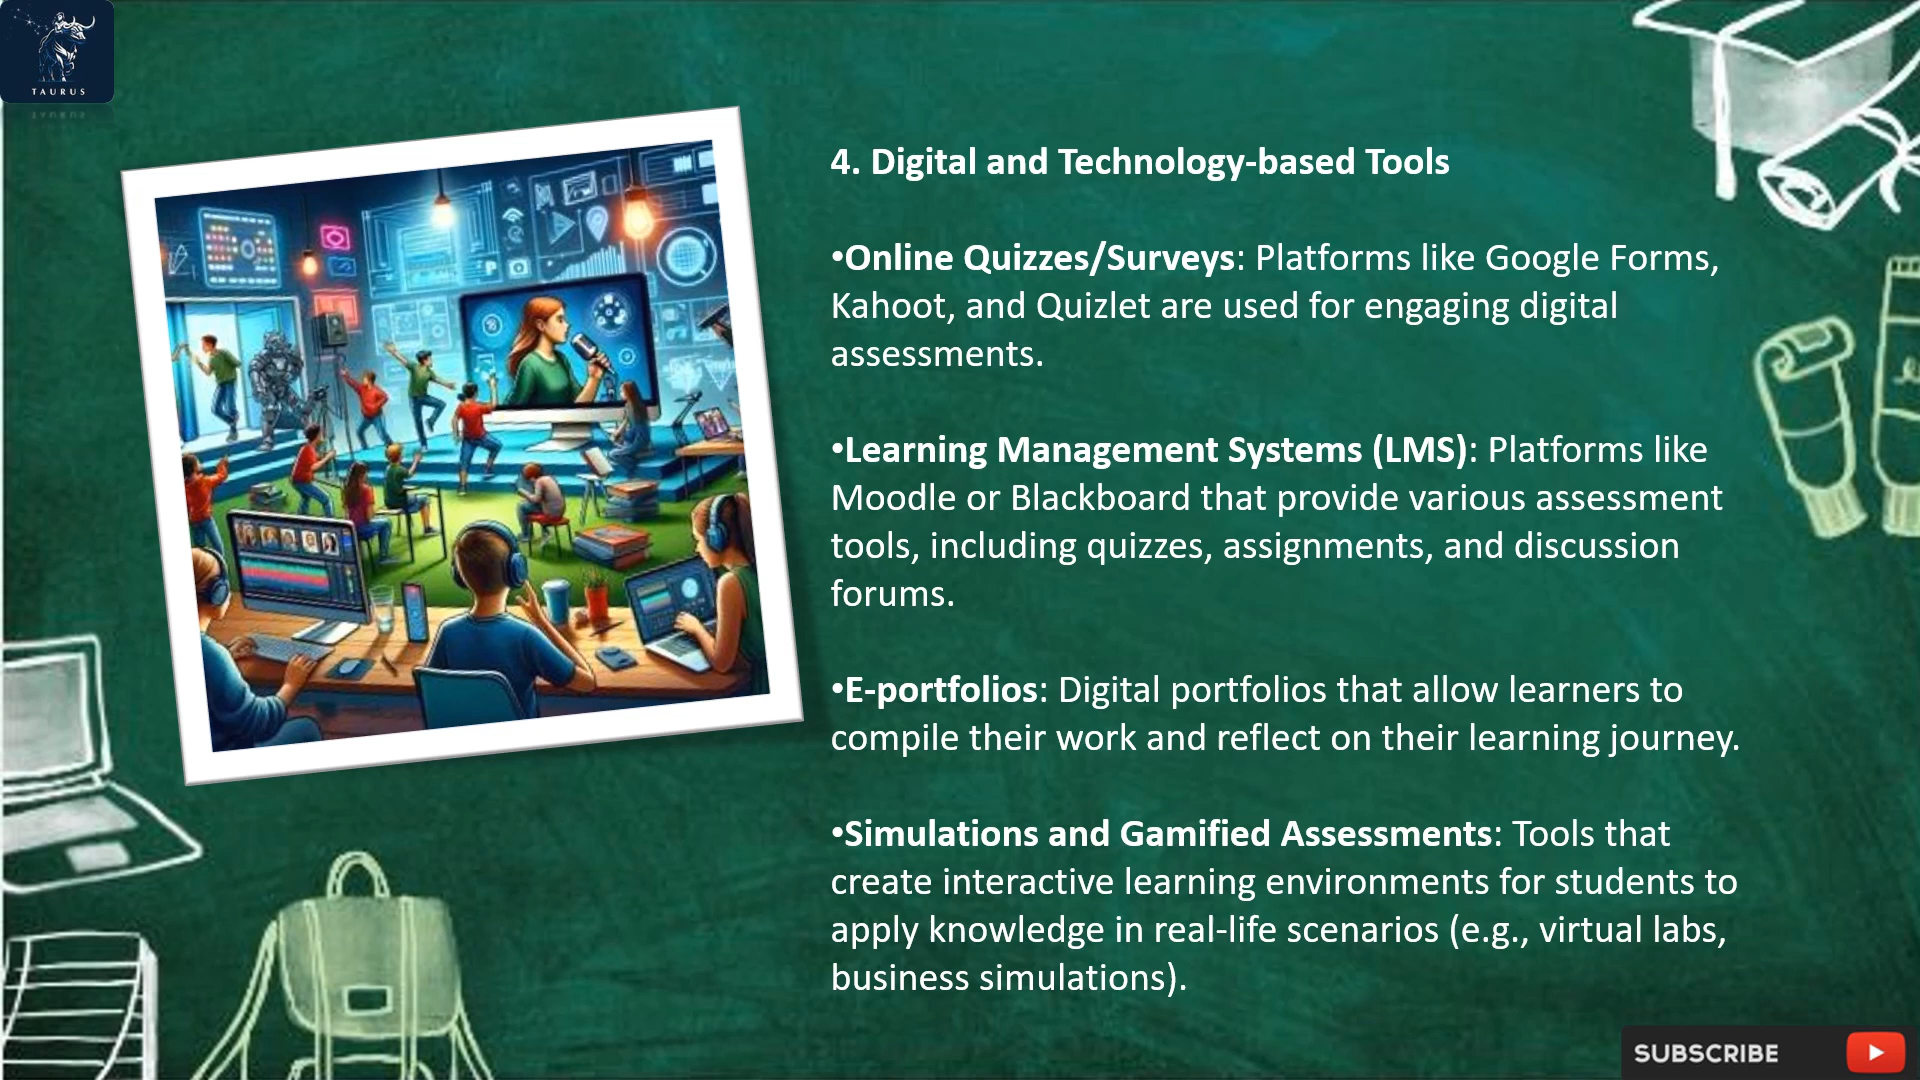 TAURUS
4. Digital and Technology-based Tools
•Online Quizzes/Surveys: Platforms like Google Forms,
Kahoot, and Quizlet are used for engaging digital
assessments.
•Learning Management Systems (LMS): Platforms like
Moodle or Blackboard that provide various assessment
tools, including quizzes, assignments, and discussion
forums.
•E-portfolios: Digital portfolios that allow learners to
compile their work and reflect on their learning journey.
•Simulations and Gamified Assessments: Tools that
create interactive learning environments for students to
apply knowledge in real-life scenarios (e.g., virtual labs,
business simulations).
SUBSCRIBE